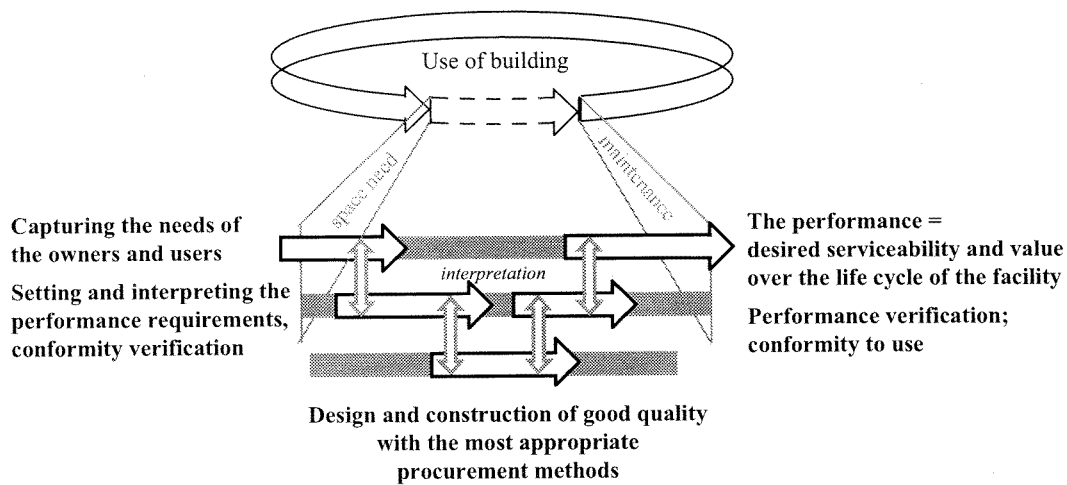 Use of building
space need
maintenance
Capturing the needs of
the owners and users
Setting and interpreting the
performance requirements,
conformity verification
interpretation
The performance =
desired serviceability and value
over the life cycle of the facility
Performance verification;
conformity to use
Design and construction of good quality
with the most appropriate
procurement methods